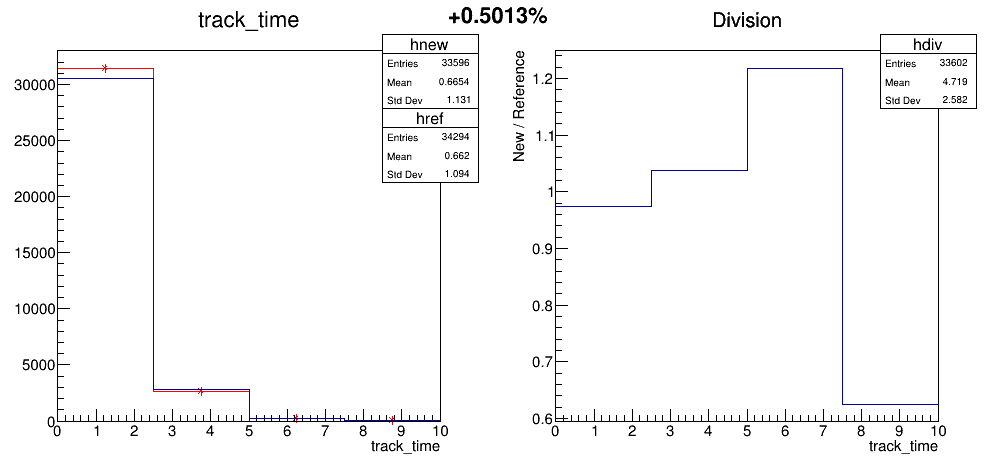 +0.5013%
track_time
hnew
Entries 33596
Mean 0.6654
Std Dev 1.131
href
Entries 34294
Mean 0.662
Std Dev 1.094
30000
25000
20000
15000
10000
5000
0
0 1 2 3 4 5 6 7 8 9 10
track_time
Division
hdiv
Entries 33602
Mean 4.719
Std Dev 2.582
New / Reference
1.2
1.1
1
0.9
0.8
0.7
0.6
0 1 2 3 4 5 6 7 8 9 10
track_time